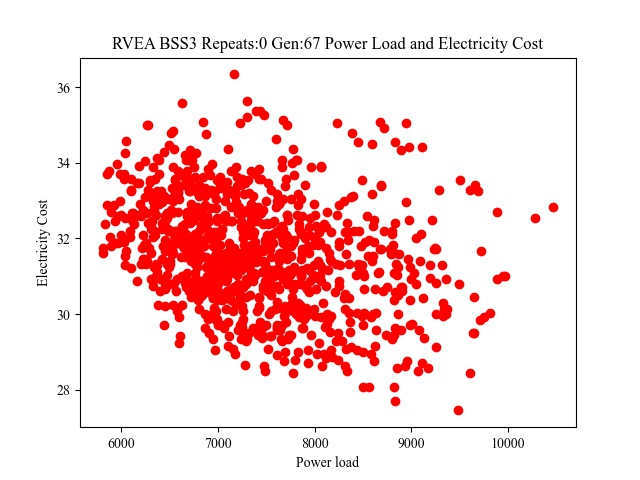 RVEA BSS3 Repeats:0 Gen:67 Power Load and Electricity Cost
36
34
32
30
28
Electricity Cost
6000 7000 8000 9000 10000
Power load